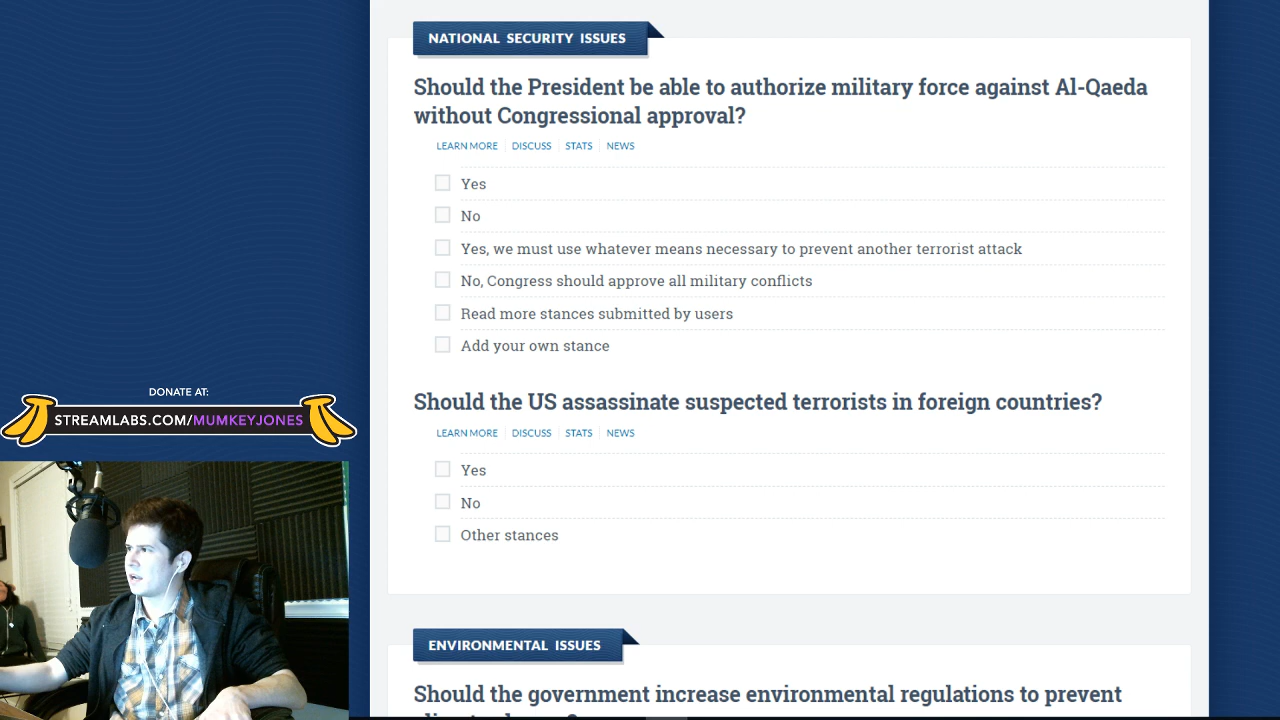 NATIONAL SECURITY ISSUES
Should the President be able to authorize military force against Al-Qaeda
without Congressional approval?
LEARN MORE DISCUSS STATS NEWS
Yes
No
Yes, we must use whatever means necessary to prevent another terrorist attack
No, Congress should approve all military conflicts
Read more stances submitted by users
Add your own stance
Should the US assassinate suspected terrorists in foreign countries?
LEARN MORE DISCUSS STATS NEWS
Yes
No
Other stances
ENVIRONMENTAL ISSUES
Should the government increase environmental regulations to prevent
DONATE AT:
STREAMLABS.COM/MUMKEYJONES